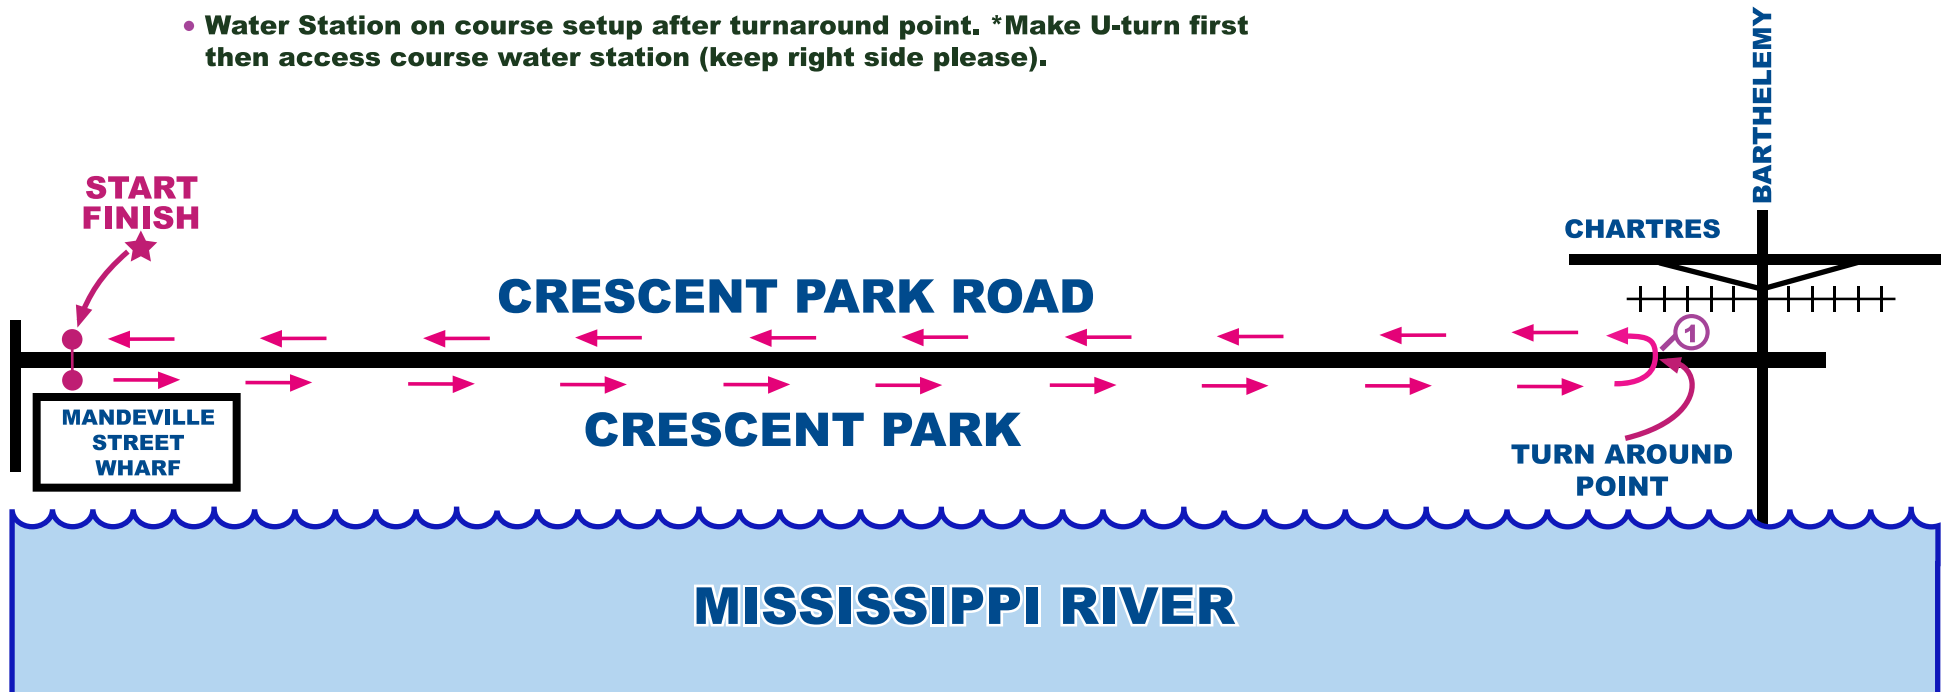 • Water Station on course setup after turnaround point. *Make U-turn first
then access course water station (keep right side please).
BARTHELEMY
START
FINISH
CHARTRES
CRESCENT PARK ROAD
1
MANDEVILLE
STREET
WHARF
CRESCENT PARK
TURN AROUND
POINT
MISSISSIPPI RIVER